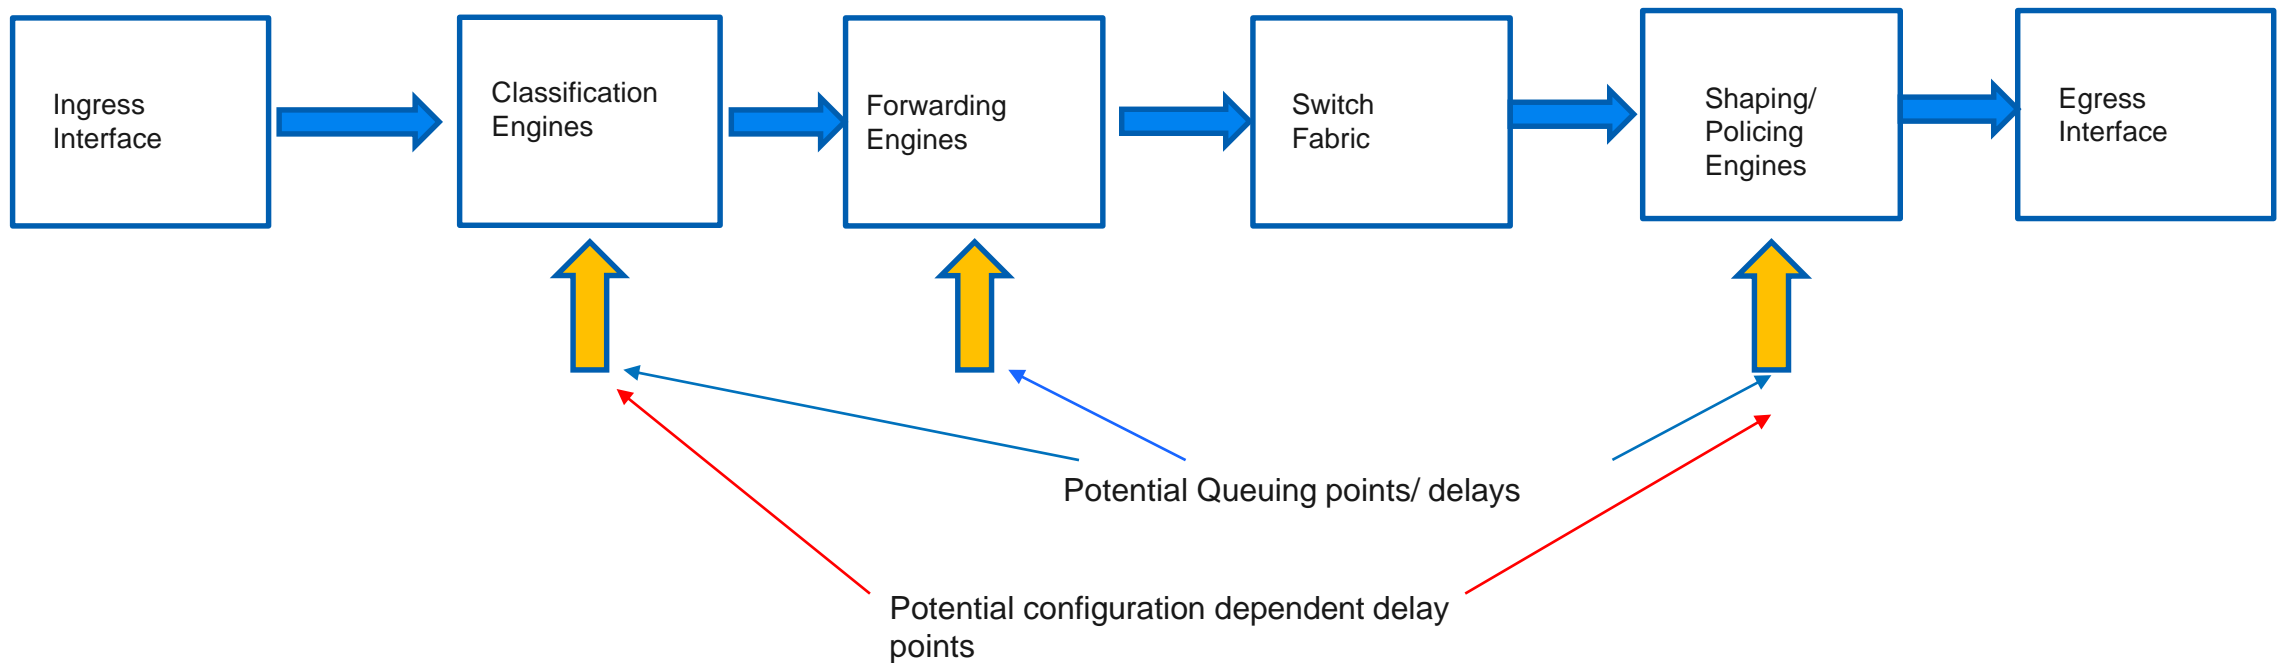 Ingress
Interface
Classification
Engines
Forwarding
Engines
Switch
Fabric
Shaping/
Policing
Engines
Egress
Interface
Potential Queuing points/ delays
Potential configuration dependent delay
points